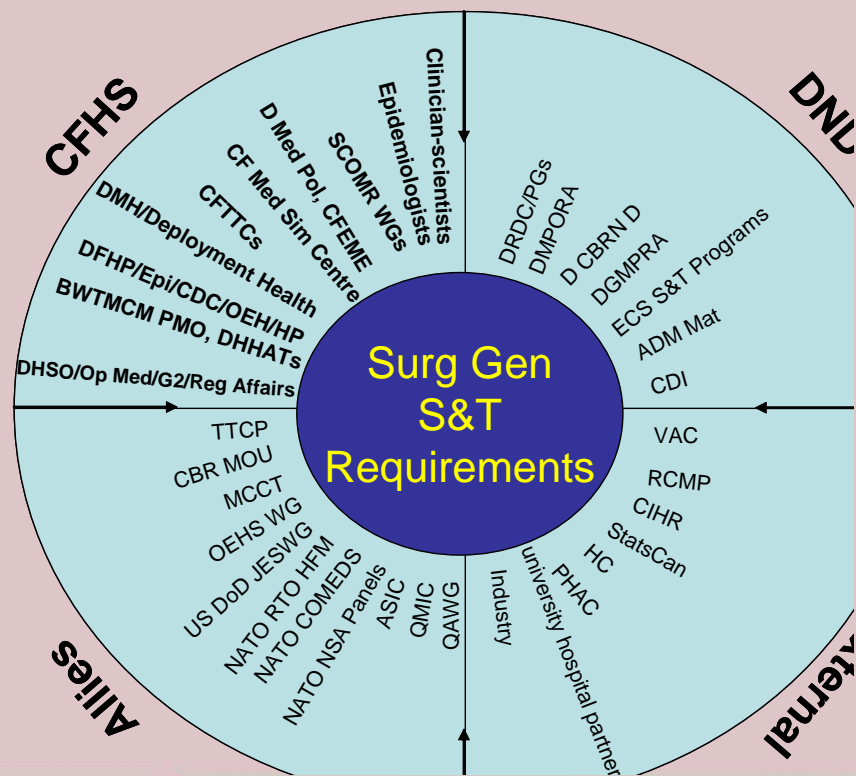 CFHS
DND
Clinician-scientists
Epidemiologists
SCOMR WGs
D Med Pol, CFEME
CF Med Sim Centre
CFTTCs
DMH/Deployment Health
DFHP/Epi/CDC/OEH/HP
BWTMCM PMO, DHHATs
DHSO/Op Med/G2/Reg Affairs
DRDC/PGs
DMPORA
D CBRN D
DGMPRA
ECS S&T Programs
ADM Mat
CDI
Surg Gen
S&T
Requirements
TTCP
CBR MOU
MCCT
OEHS WG
US DoD JESWG
NATO RTO HFM
NATO COMEDS
NATO NSA Panels
ASIC
QMIC
QAWG
VAC
RCMP
CIHR
StatsCan
HC
PHAC
university hospital partner
Industry
Allies
xternal